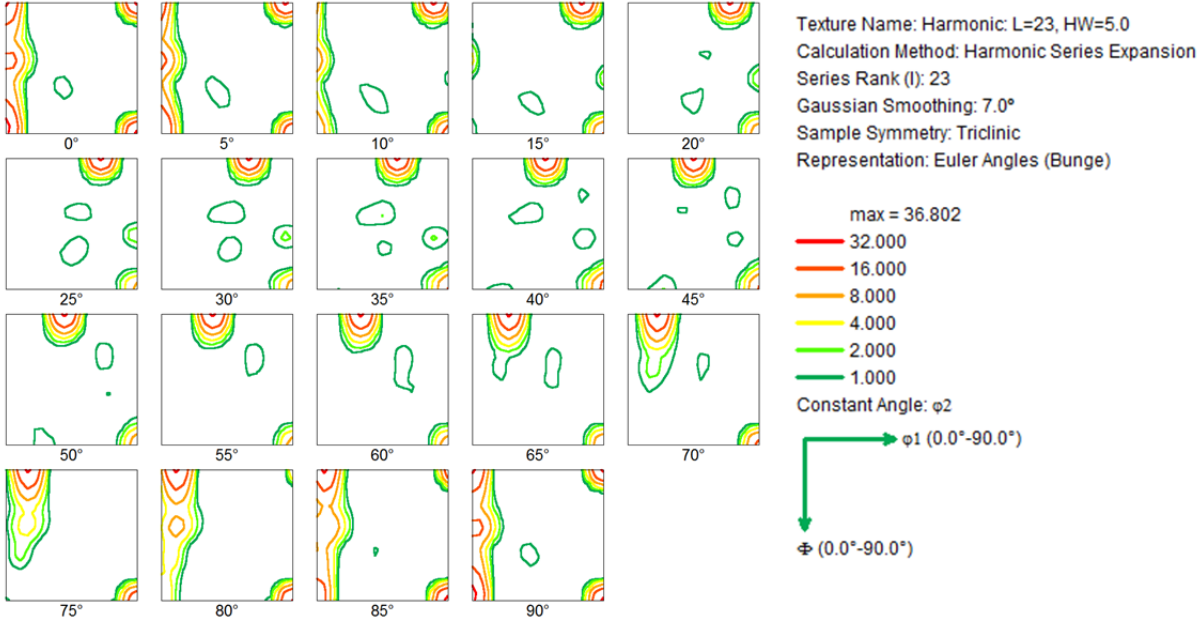 Texture Name: Harmonic: L=23, HW=5.0
Calculation Method: Harmonic Series Expansion
Series Rank (l): 23
Gaussian Smoothing: 7.0°
Sample Symmetry: Triclinic
Representation: Euler Angles (Bunge)
0° 5° 10° 15° 20°
25° 30° 35° 40° 45°
50° 55° 60° 65° 70°
75° 80° 85° 90°
max = 36.802
32.000
16.000
8.000
4.000
2.000
1.000
Constant Angle: φ2
φ1 (0.0°-90.0°)
Φ (0.0°-90.0°)